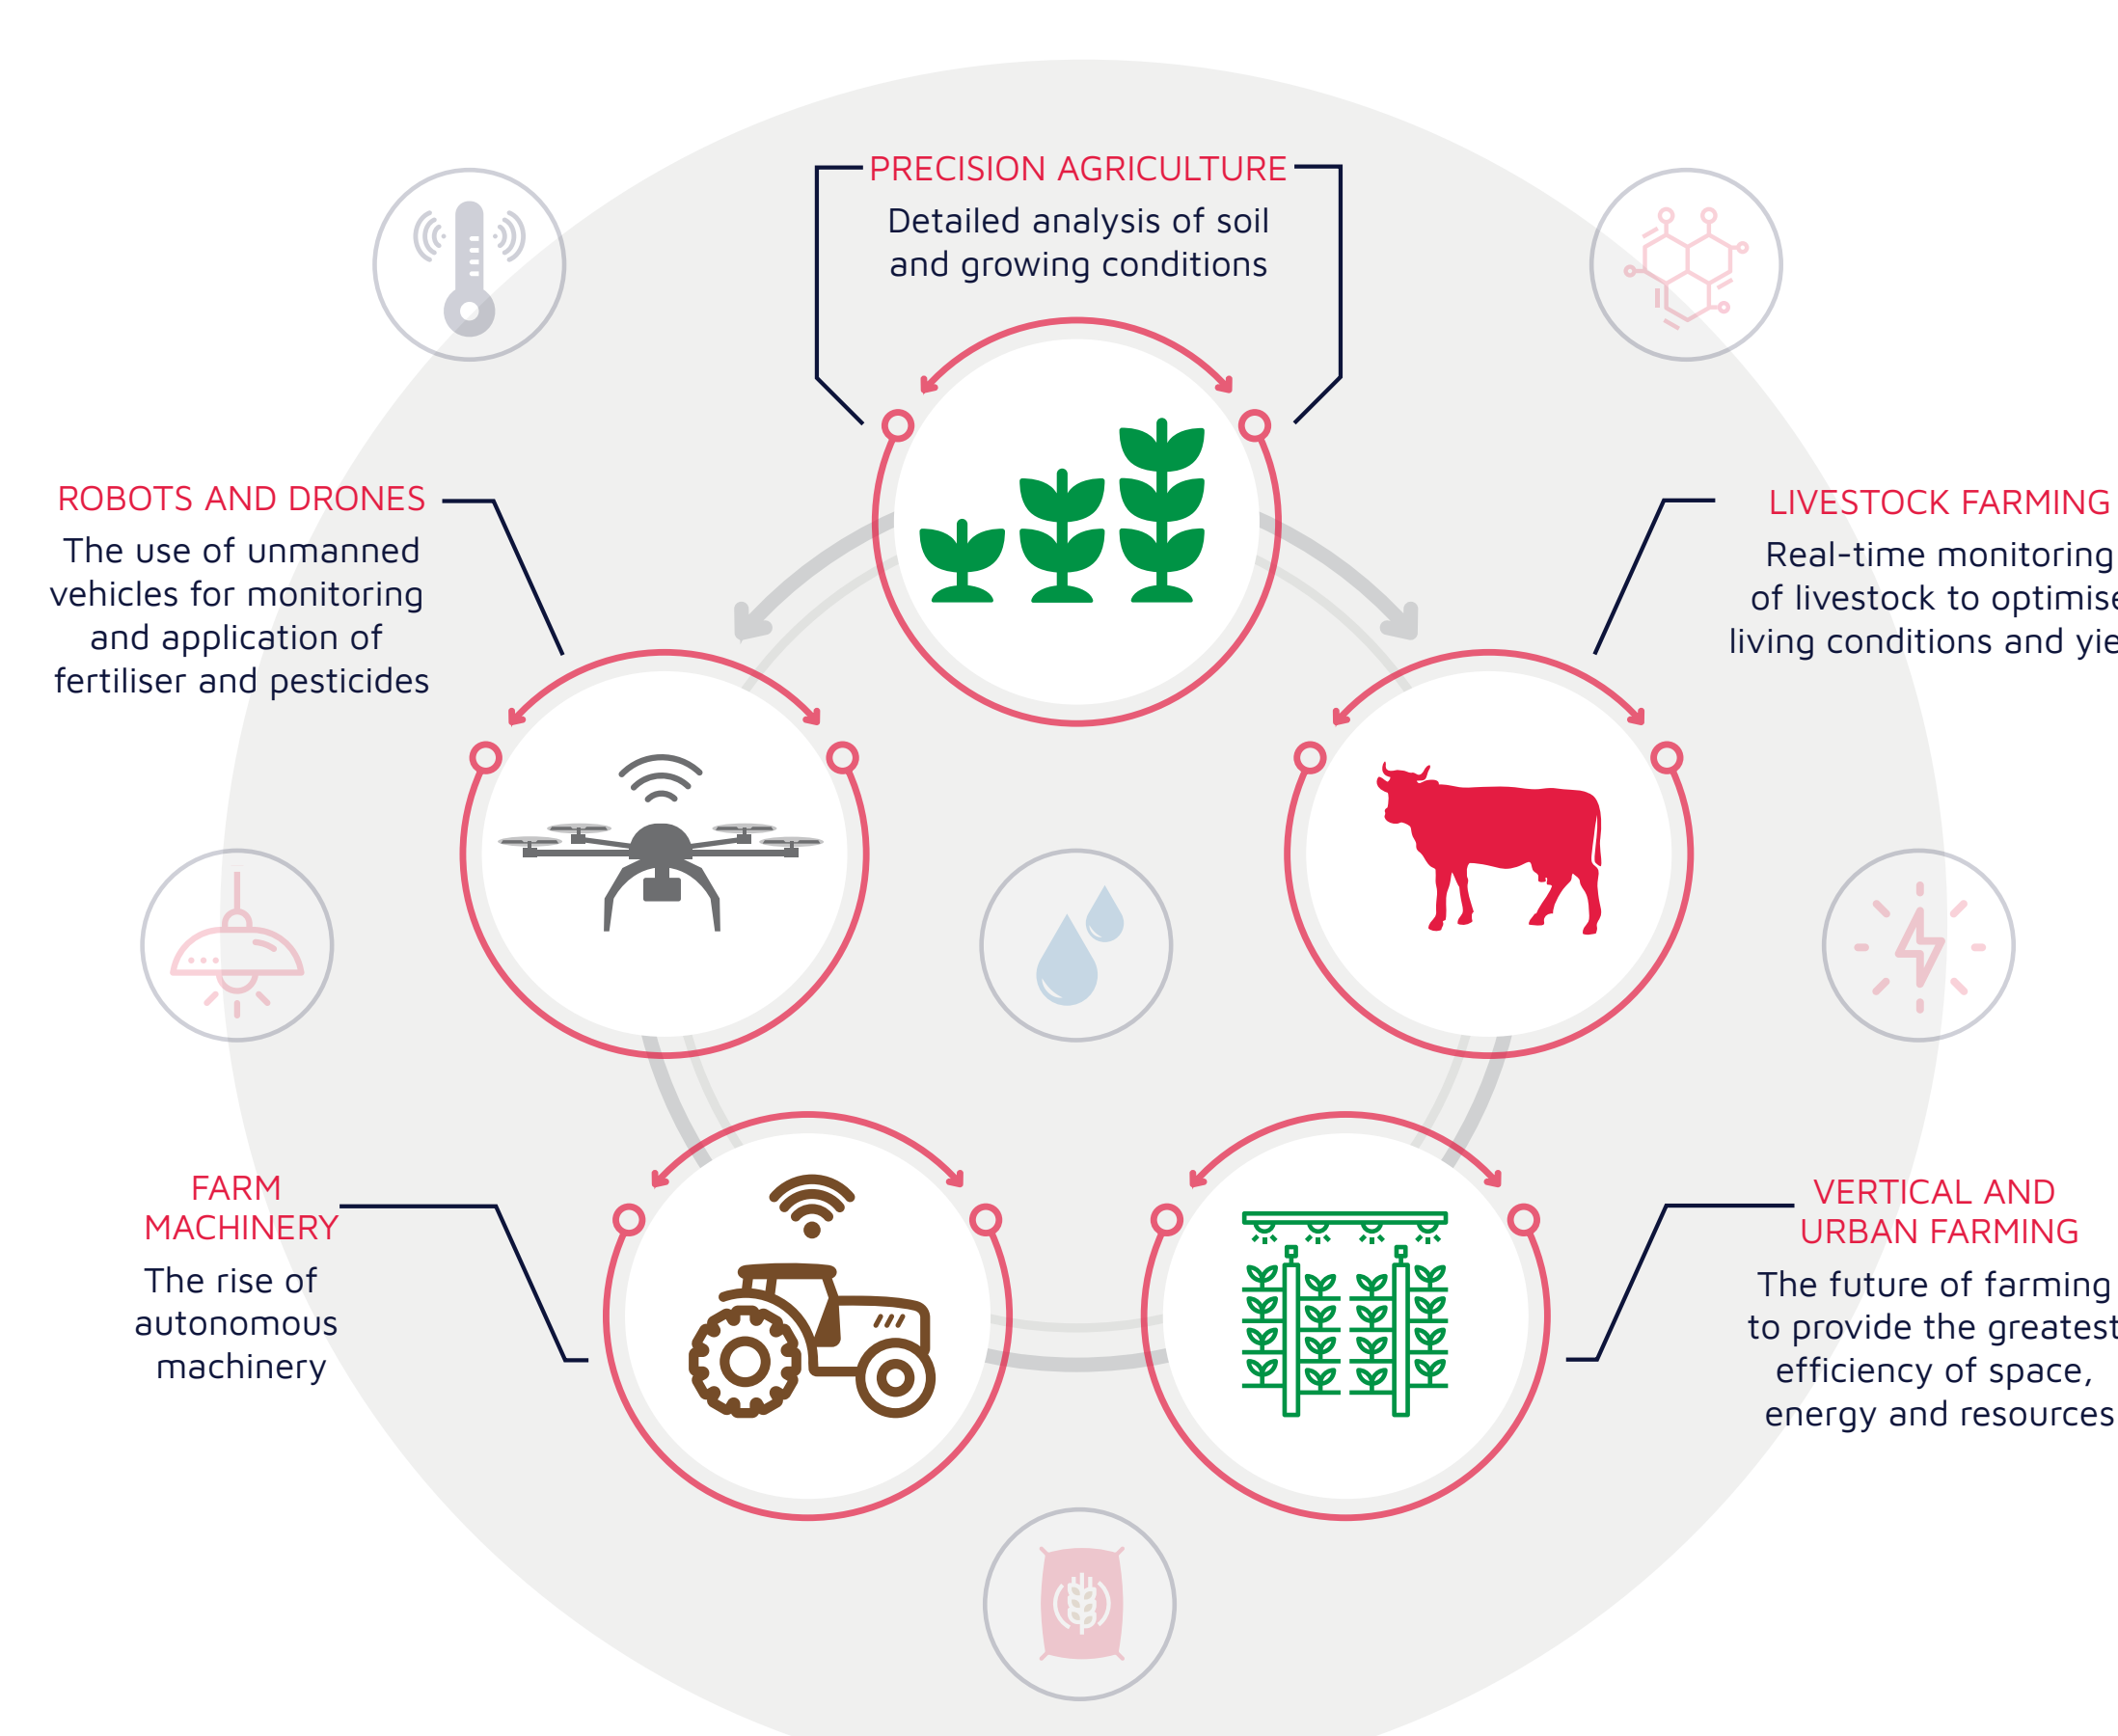 PRECISION AGRICULTURE
Detailed analysis of soil
and growing conditions
ROBOTS AND DRONES
The use of unmanned
vehicles for monitoring
and application of
fertiliser and pesticides
LIVESTOCK FARMING
Real-time monitoring
of livestock to optimise
living conditions and
FARM
MACHINERY
The rise of
autonomous
machinery
VERTICAL AND
URBAN FARMING
The future of farming
to provide the greatest
efficiency of space,
energy and resources